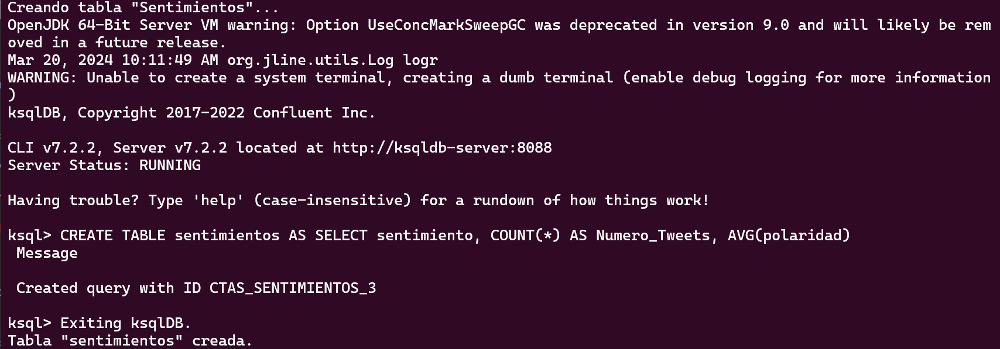 Creando tabla "Sentimientos"...
OpenJDK 64-Bit Server VM warning: Option UseConcMarkSweepGC was deprecated in version 9.0 and will likely be rem
oved in a future release.
Mar 20, 2024 10:11:49 AM org.jline.utils.Log logr
WARNING: Unable to create a system terminal, creating a dumb terminal (enable debug logging for more information
)
ksqlDB, Copyright 2017-2022 Confluent Inc.
CLI v7.2.2, Server v7.2.2 located at http://ksqldb-server:8088
Server Status: RUNNING
Having trouble? Type 'help' (case-insensitive) for a rundown of how things work!
ksql> CREATE TABLE sentimientos AS SELECT sentimiento, COUNT(*) AS Numero_Tweets, AVG(polaridad)
Message
Created query with ID CTAS_SENTIMIENTOS_3
ksql> Exiting ksqlDB.
Tabla "sentimientos" creada.